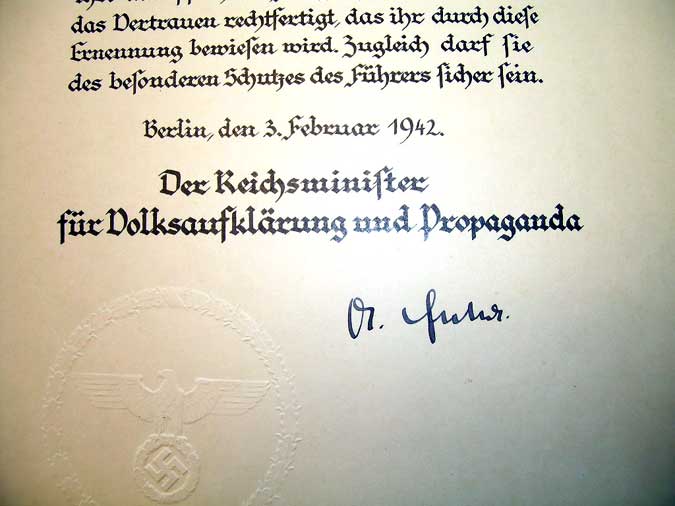 das Vertrauen rechtfertigt, das ihr durch diese
Ernennung bewiesen wird. Zugleich darf sie
des besonderen Schutzes des Führers sicher sein.
Berlin, den 3. Februar 1942.
Der Reichsminister
für Volksaufklärung und Propaganda
Dr.